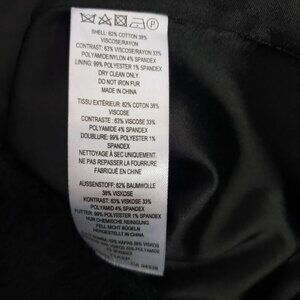 P
SHELL: 62% COTTON 38%
VISCOSE/RAYON
CONTRAST: 63% VISCOSE/RAYON 33%
POLYAMIDE/NYLON 4% SPANDEX
LINING: 99% POLYESTER 1% SPANDEX
DRY CLEAN ONLY
DO NOT IRON FUR
MADE IN CHINA
TISSU EXTÉRIEUR: 62% COTON 38%
VISCOSE
CONTRASTE : 63% VISCOSE 33%
POLYAMIDE 4% SPANDEX
DOUBLURE: 99% POLYESTER 1%
SPANDEX
NETTOYAGE À SEC UNIQUEMENT.
NE PAS REPASSER LA FOURRURE
FABRIQUÉ EN CHINE
AUSSENSTOFF: 62% BAUMWOLLE
38% VISKOSE
KONTRAST: 63% VISKOSE 33%
POLYAMID 4% SPANDEX
FUTTER: 99% POLYESTER 1% SPANDEX
NUR CHEMISCHE REINIGUNG
FELL NICHT BÜGELN
HERGESTELLT IN CHINA